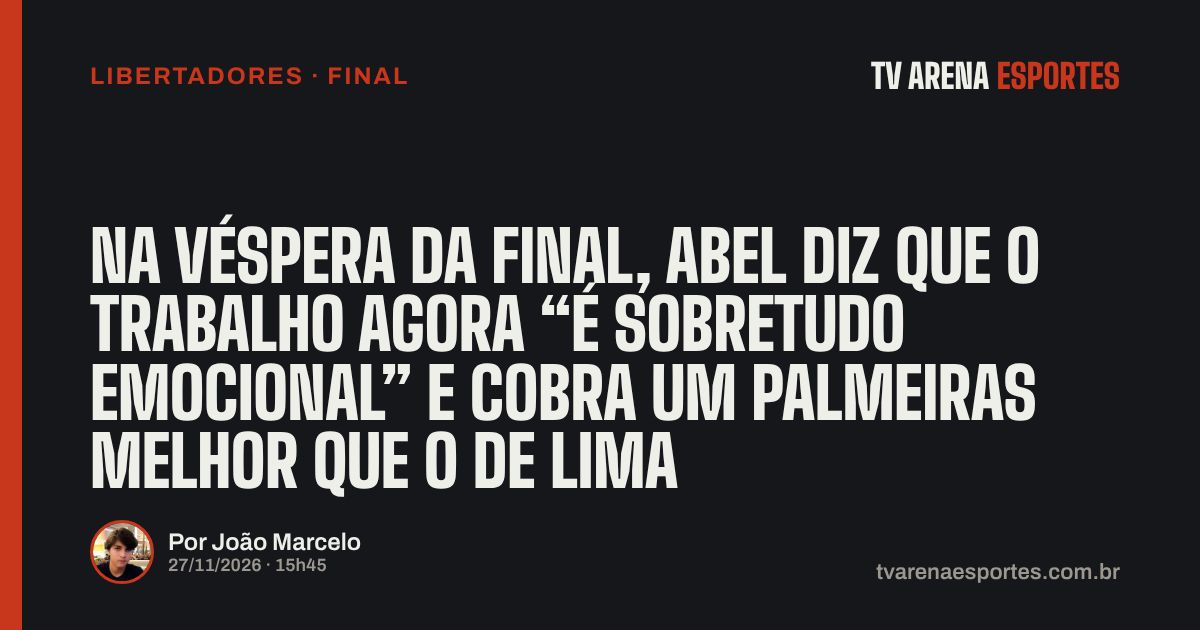 LIBERTADORES · FINAL
TV ARENA ESPORTES
NA VÉSPERA DA FINAL, ABEL DIZ QUE O
TRABALHO AGORA “É SOBRETUDO
EMOCIONAL” E COBRA UM PALMEIRAS
MELHOR QUE O DE LIMA
Por João Marcelo
27/11/2026 · 15h45
tvarenaesportes.com.br